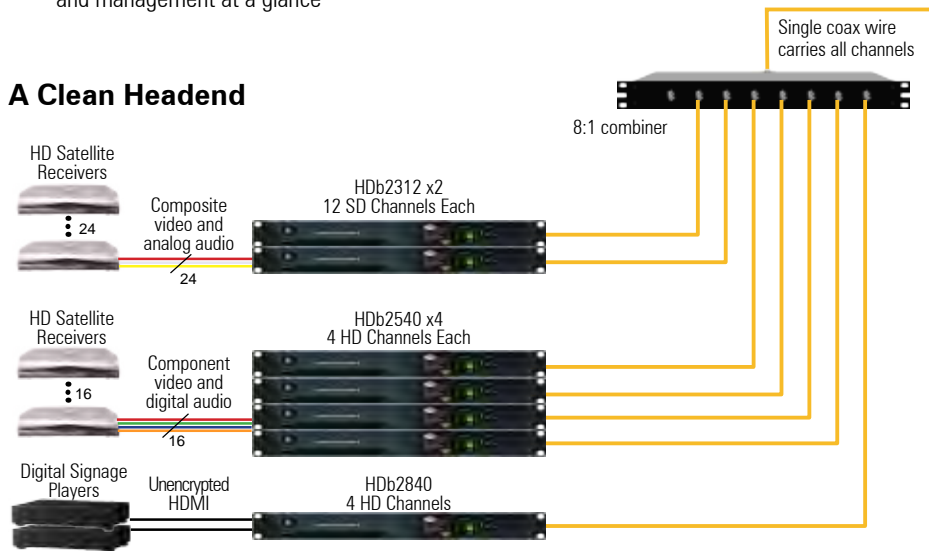 and management at a glance
Single coax wire
carries all channels
A Clean Headend
8:1 combiner
HD Satellite
Receivers
24
Composite
video and
analog audio
24
HDb2312 x2
12 SD Channels Each
HD Satellite
Receivers
16
Component
video and
digital audio
16
HDb2540 x4
4 HD Channels Each
Digital Signage
Players
Unencrypted
HDMI
HDb2840
4 HD Channels